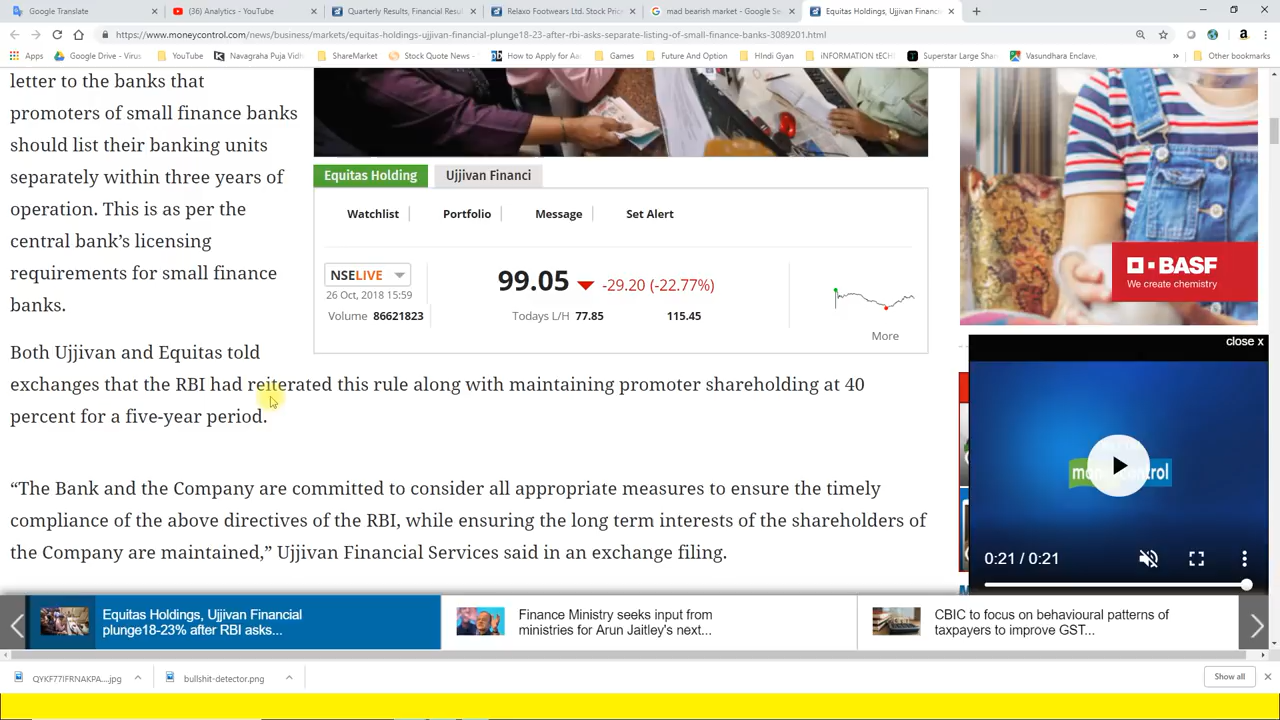 Google Translate
(36) Analytics - YouTube
Quarterly Results, Financial Resu
Relaxo Footwears Ltd. Stock Pric
mad bearish market - Google Se
Equitas Holdings, Ujjivan Financi
https://www.moneycontrol.com/news/business/markets/equitas-holdings-ujjivan-financial-plunge18-23-after-rbi-asks-separate-listing-of-small-finance-banks-3089201.html
Apps
Google Drive - Virus
YouTube
Navagraha Puja Vidh
ShareMarket
Stock Quote News -
How to Apply for Aad
Games
Future And Option
HIndi Gyan
iNFORMATION tECH
Superstar Large Shar
Vasundhara Enclave,
»
Other bookmarks
letter to the banks that
promoters of small finance banks
should list their banking units
separately within three years of
operation. This is as per the
central bank’s licensing
requirements for small finance
banks.
Equitas Holding
Ujjivan Financi
Watchlist
Portfolio
Message
Set Alert
NSELIVE
26 Oct, 2018 15:59
Volume 86621823
99.05 -29.20 (-22.77%)
Todays L/H 77.85 115.45
More
BASF
We create chemistry
Both Ujjivan and Equitas told
exchanges that the RBI had reiterated this rule along with maintaining promoter shareholding at 40
percent for a five-year period.
“The Bank and the Company are committed to consider all appropriate measures to ensure the timely
compliance of the above directives of the RBI, while ensuring the long term interests of the shareholders of
the Company are maintained,” Ujjivan Financial Services said in an exchange filing.
close x
0:21 / 0:21
Equitas Holdings, Ujjivan Financial
plunge18-23% after RBI asks...
Finance Ministry seeks input from
ministries for Arun Jaitley's next...
CBIC to focus on behavioural patterns of
taxpayers to improve GST...
QYKF77IFRNAKPA....jpg
bullshit-detector.png
Show all